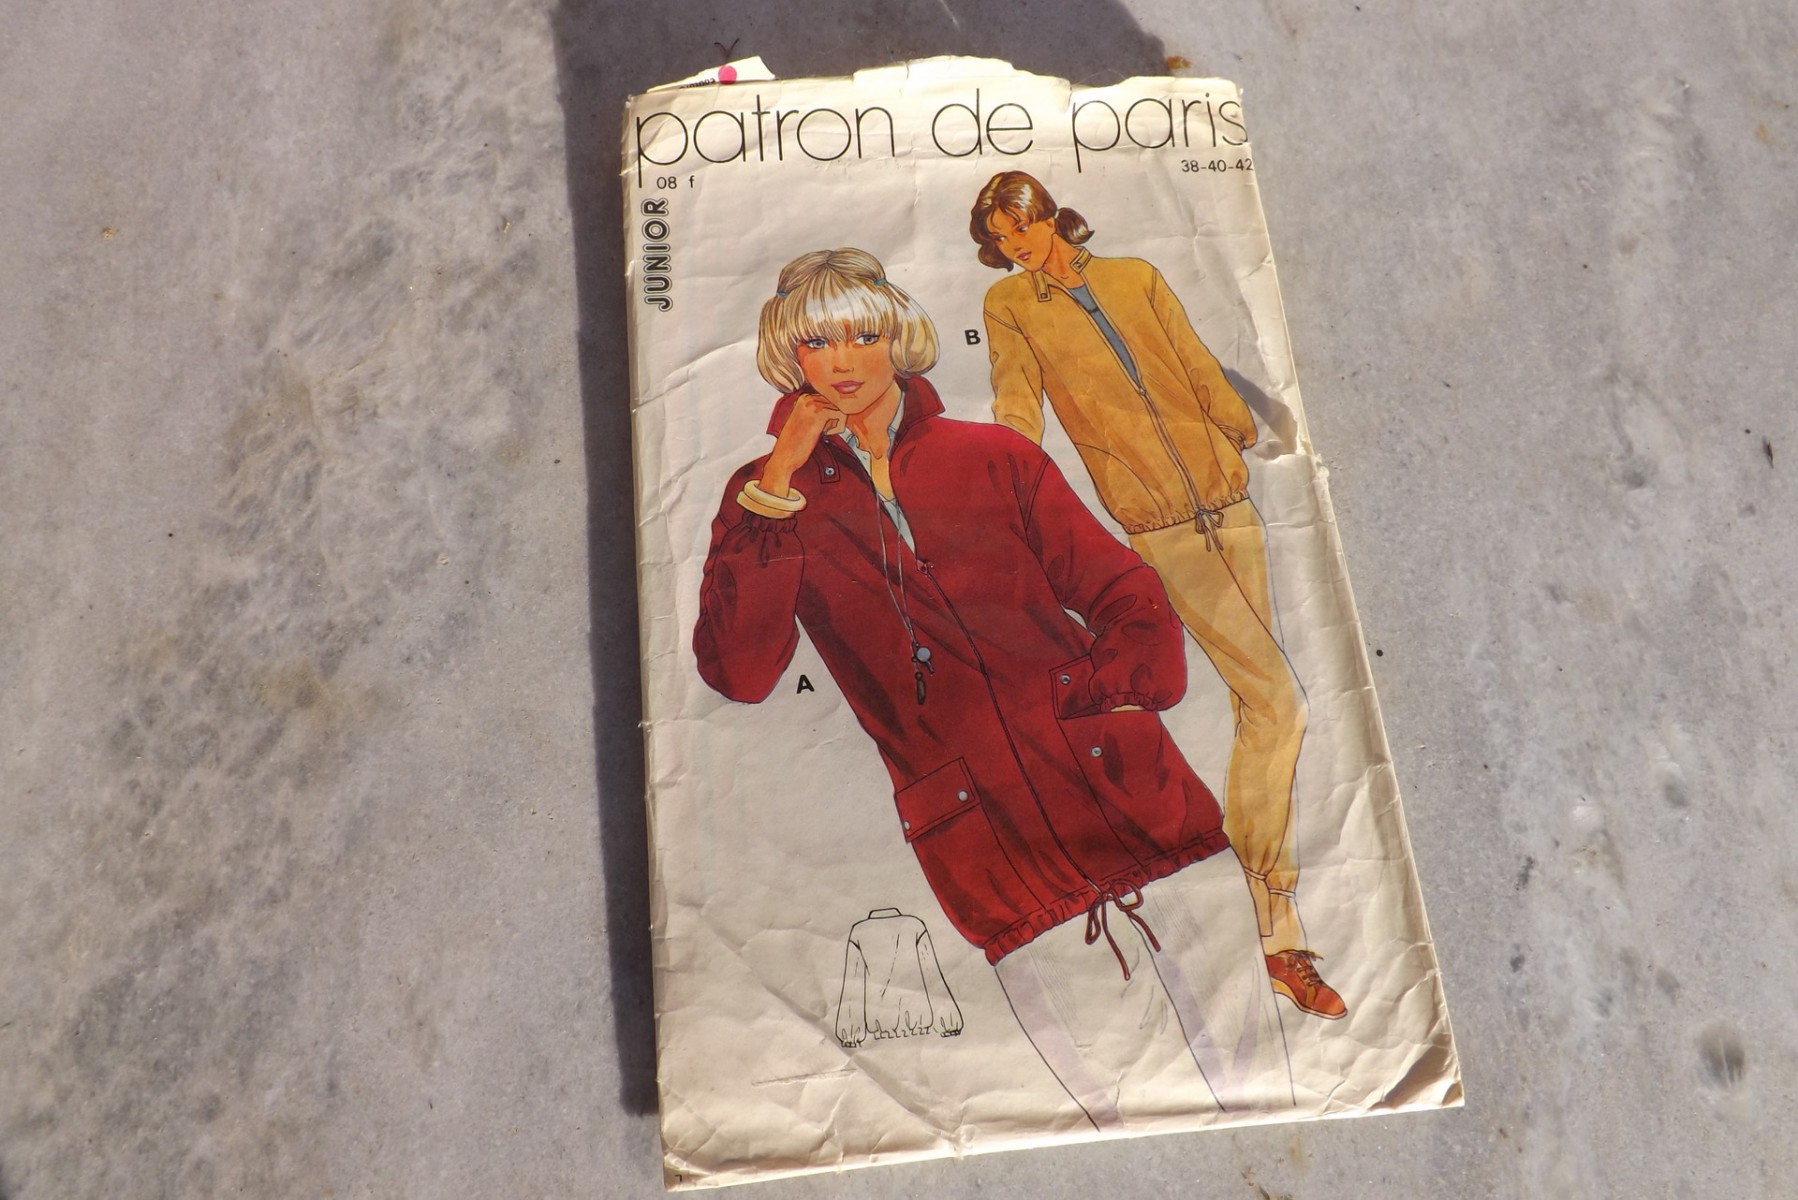 patron de paris
08 f
38-40-42
JUNIOR
B
A